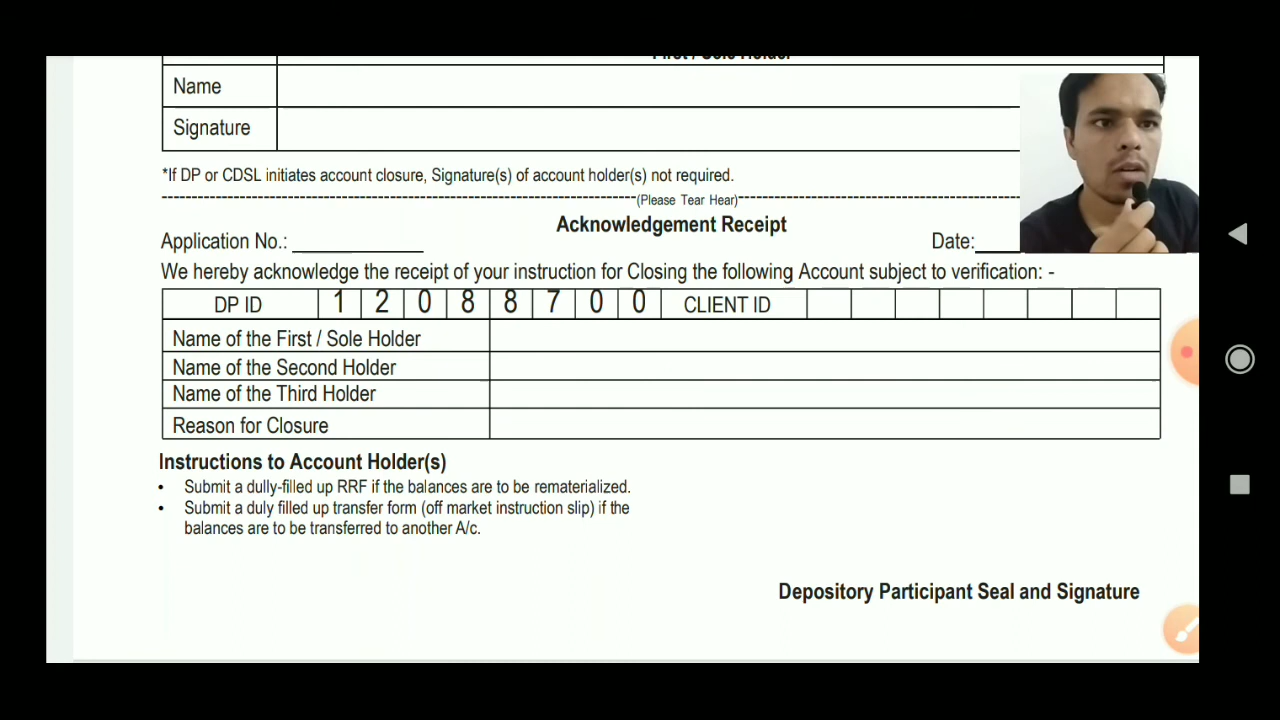 First / Sole Holder
Name
Signature
*If DP or CDSL initiates account closure, Signature(s) of account holder(s) not required.
(Please Tear Hear)
Acknowledgement Receipt
Application No.: Date:
We hereby acknowledge the receipt of your instruction for Closing the following Account subject to verification: -
DP ID 1 2 0 8 8 7 0 0 CLIENT ID
Name of the First / Sole Holder
Name of the Second Holder
Name of the Third Holder
Reason for Closure
Instructions to Account Holder(s)
• Submit a dully-filled up RRF if the balances are to be rematerialized.
• Submit a duly filled up transfer form (off market instruction slip) if the
balances are to be transferred to another A/c.
Depository Participant Seal and Signature